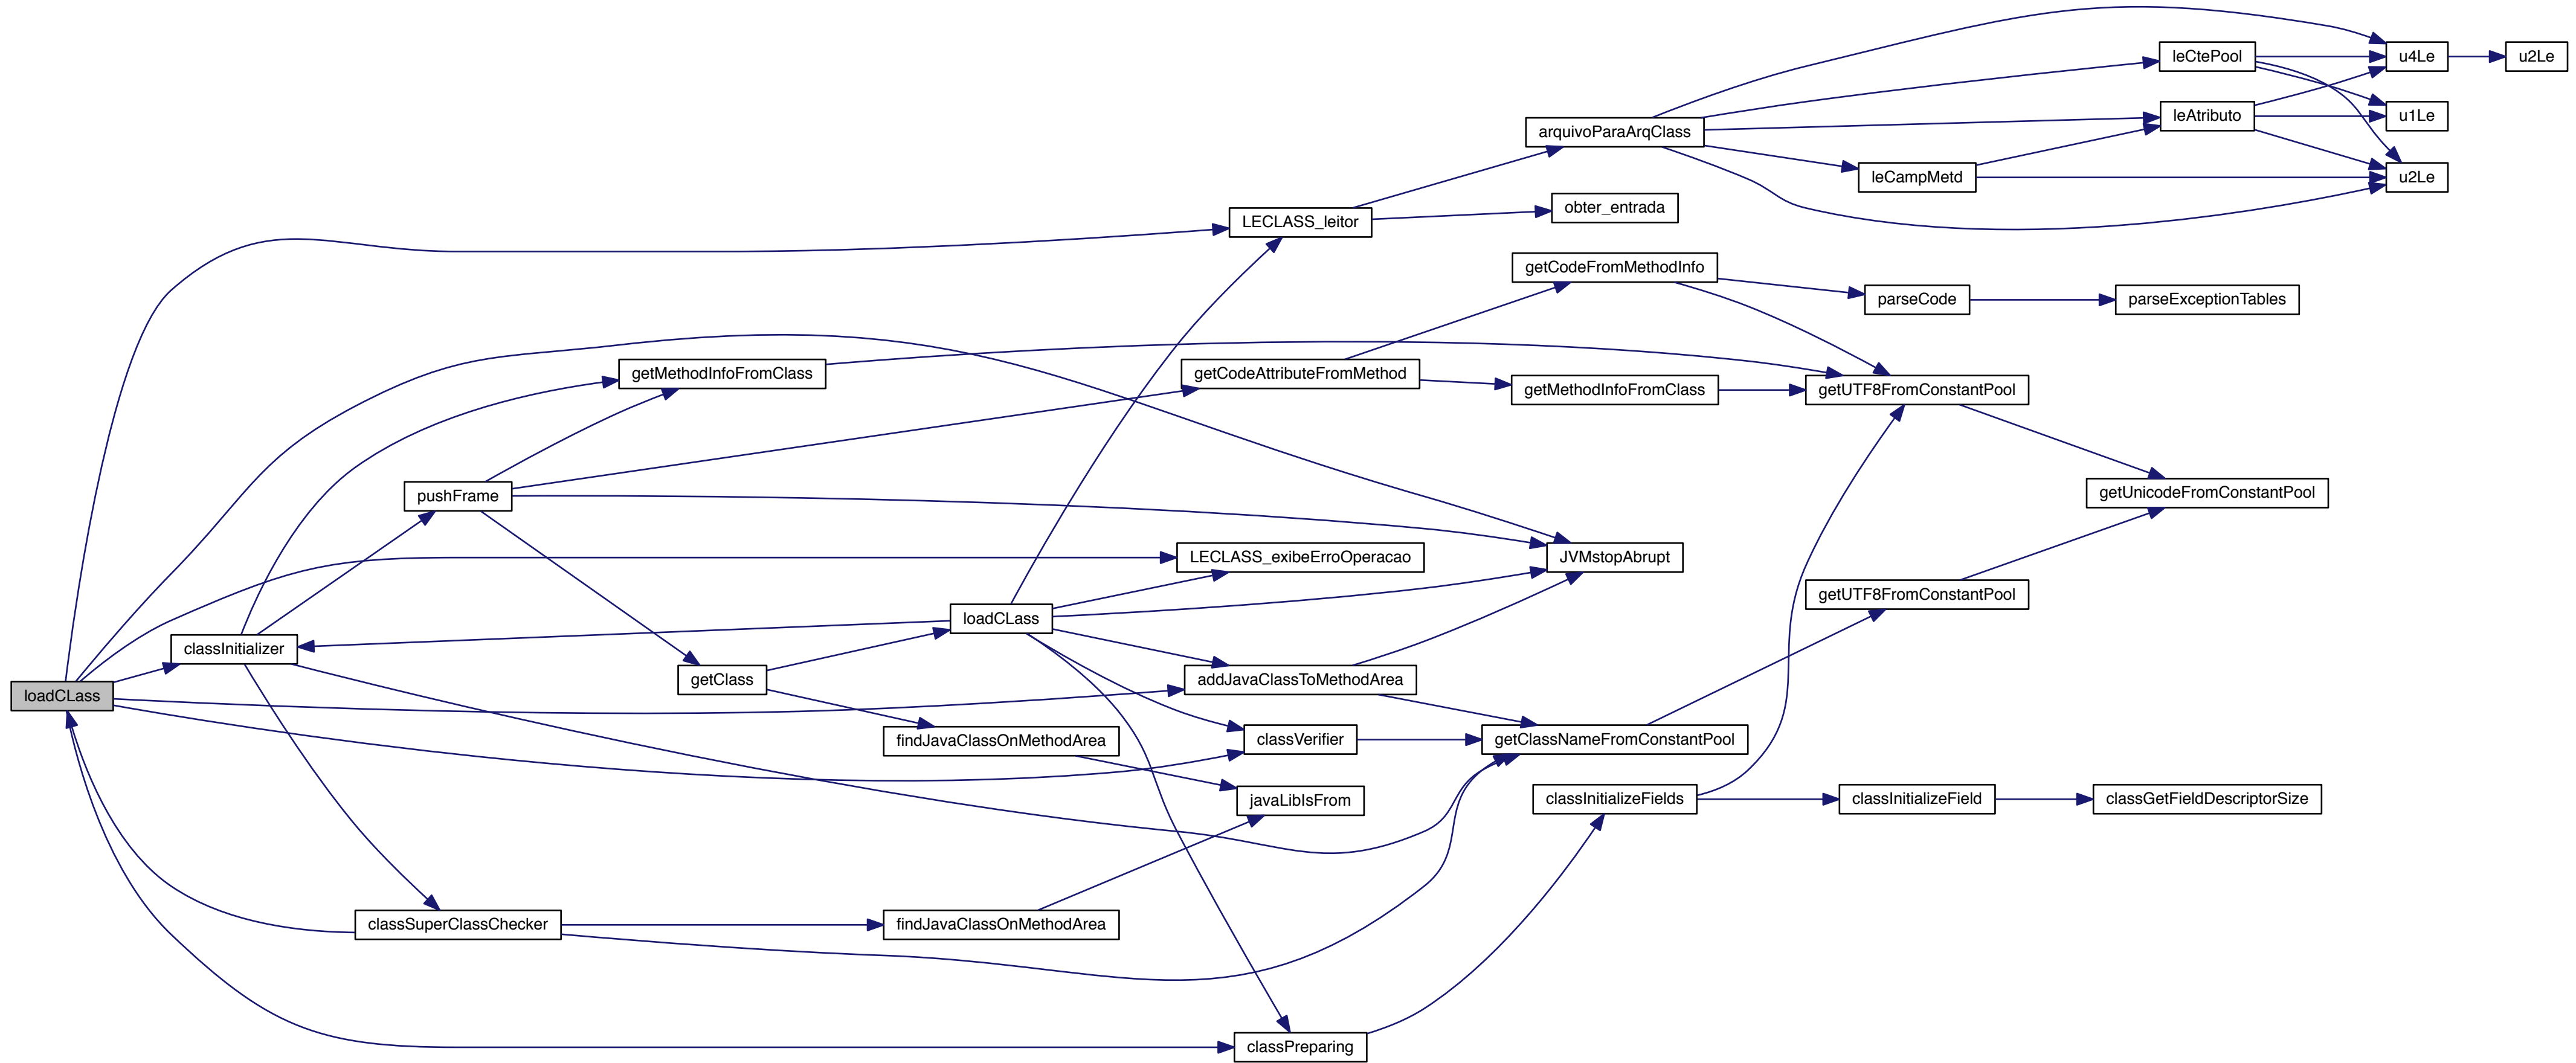 leCtePool
u4Le
u2Le
arquivoParaArqClass
leAtributo
u1Le
leCampMetd
u2Le
LECLASS_leitor
obter_entrada
getCodeFromMethodInfo
parseCode
parseExceptionTables
getMethodInfoFromClass
getCodeAttributeFromMethod
getMethodInfoFromClass
getUTF8FromConstantPool
pushFrame
getUnicodeFromConstantPool
LECLASS_exibeErroOperacao
JVMstopAbrupt
getUTF8FromConstantPool
loadCLass
classInitializer
getClass
addJavaClassToMethodArea
loadCLass
findJavaClassOnMethodArea
classVerifier
getClassNameFromConstantPool
javaLibIsFrom
classInitializeFields
classInitializeField
classGetFieldDescriptorSize
classSuperClassChecker
findJavaClassOnMethodArea
classPreparing